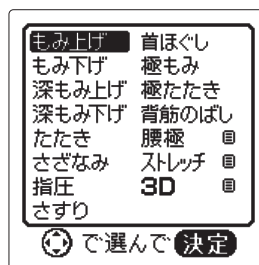 もみ上げ 首ほぐし
もみ下げ 極もみ
深もみ上げ 極たたき
深もみ下げ 背筋のばし
たたき 腰極
さざなみ ストレッチ
指圧 3D
さすり
で選んで 決定